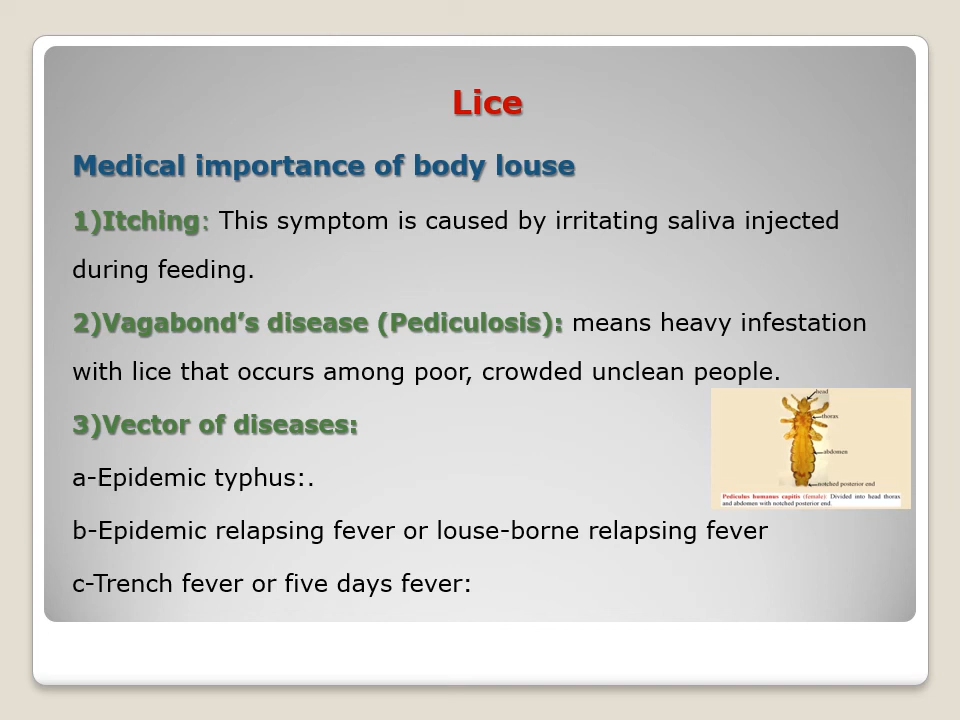 Lice
Medical importance of body louse
1)Itching: This symptom is caused by irritating saliva injected
during feeding.
2)Vagabond’s disease (Pediculosis): means heavy infestation
with lice that occurs among poor, crowded unclean people.
3)Vector of diseases:
head
thorax
abdomen
notched posterior end
Pediculus humanus capitis (female): Divided into head thorax
and abdomen with notched posterior end.
a-Epidemic typhus:.
b-Epidemic relapsing fever or louse-borne relapsing fever
c-Trench fever or five days fever: